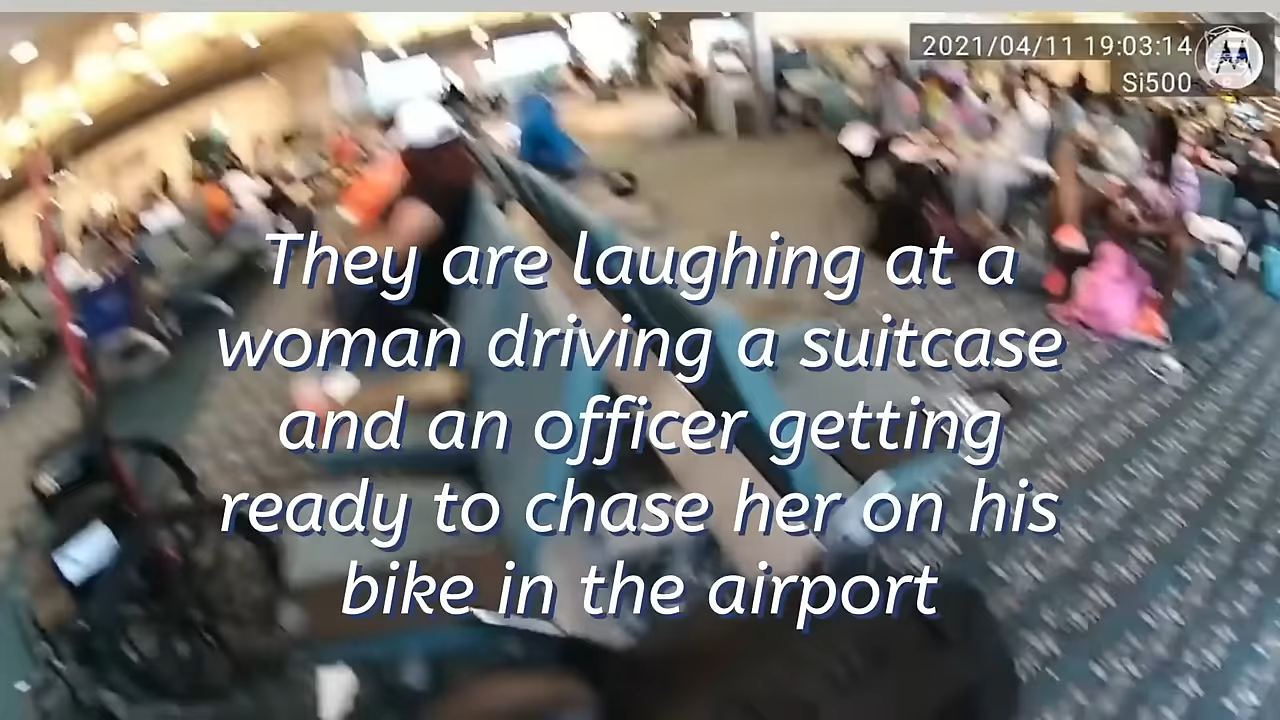 2021/04/11 19:03:14
Si500
They are laughing at a
woman driving a suitcase
and an officer getting
ready to chase her on his
bike in the airport